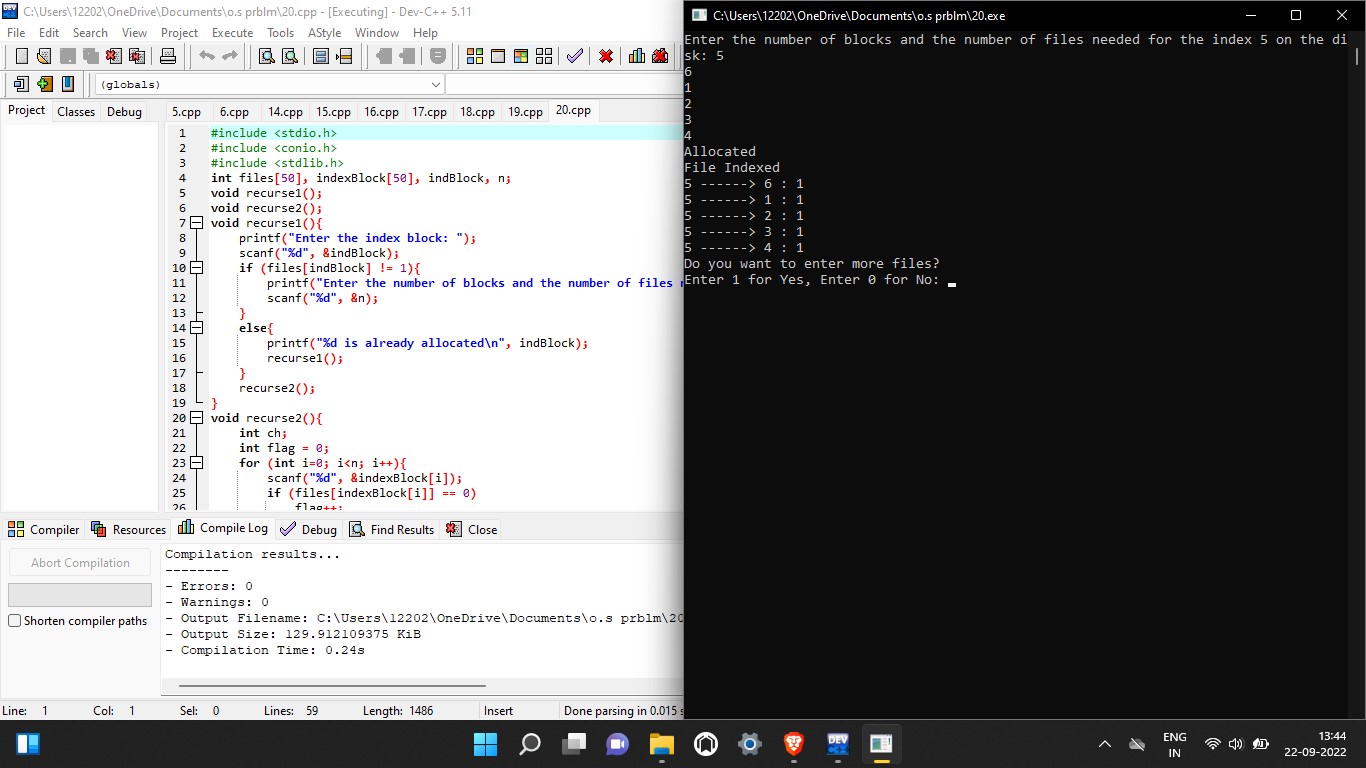 C:\Users\12202\OneDrive\Documents\o.s prblm\20.cpp - [Executing] - Dev-C++ 5.11
File Edit Search View Project Execute Tools AStyle Window Help
(globals)
Project Classes Debug
5.cpp 6.cpp 14.cpp 15.cpp 16.cpp 17.cpp 18.cpp 19.cpp 20.cpp
1 #include <stdio.h>
2 #include <conio.h>
3 #include <stdlib.h>
4 int files[50], indexBlock[50], indBlock, n;
5 void recurse1();
6 void recurse2();
7 void recurse1(){
8 printf("Enter the index block: ");
9 scanf("%d", &indBlock);
10 if (files[indBlock] != 1){
11 printf("Enter the number of blocks and the number of files
12 scanf("%d", &n);
13 }
14 else{
15 printf("%d is already allocated\n", indBlock);
16 recurse1();
17 }
18 recurse2();
19 }
20 void recurse2(){
21 int ch;
22 int flag = 0;
23 for (int i=0; i<n; i++){
24 scanf("%d", &indexBlock[i]);
25 if (files[indexBlock[i]] == 0)
26 flag++;
Compiler Resources Compile Log Debug Find Results Close
Abort Compilation
Shorten compiler paths
Compilation results...
--------
- Errors: 0
- Warnings: 0
- Output Filename: C:\Users\12202\OneDrive\Documents\o.s prblm\20
- Output Size: 129.912109375 KiB
- Compilation Time: 0.24s
Line: 1 Col: 1 Sel: 0 Lines: 59 Length: 1486 Insert Done parsing in 0.015 s
C:\Users\12202\OneDrive\Documents\o.s prblm\20.exe
Enter the number of blocks and the number of files needed for the index 5 on the di
sk: 5
6
1
2
3
4
Allocated
File Indexed
5 ------> 6 : 1
5 ------> 1 : 1
5 ------> 2 : 1
5 ------> 3 : 1
5 ------> 4 : 1
Do you want to enter more files?
Enter 1 for Yes, Enter 0 for No:
DEV
ENG
IN
13:44
22-09-2022